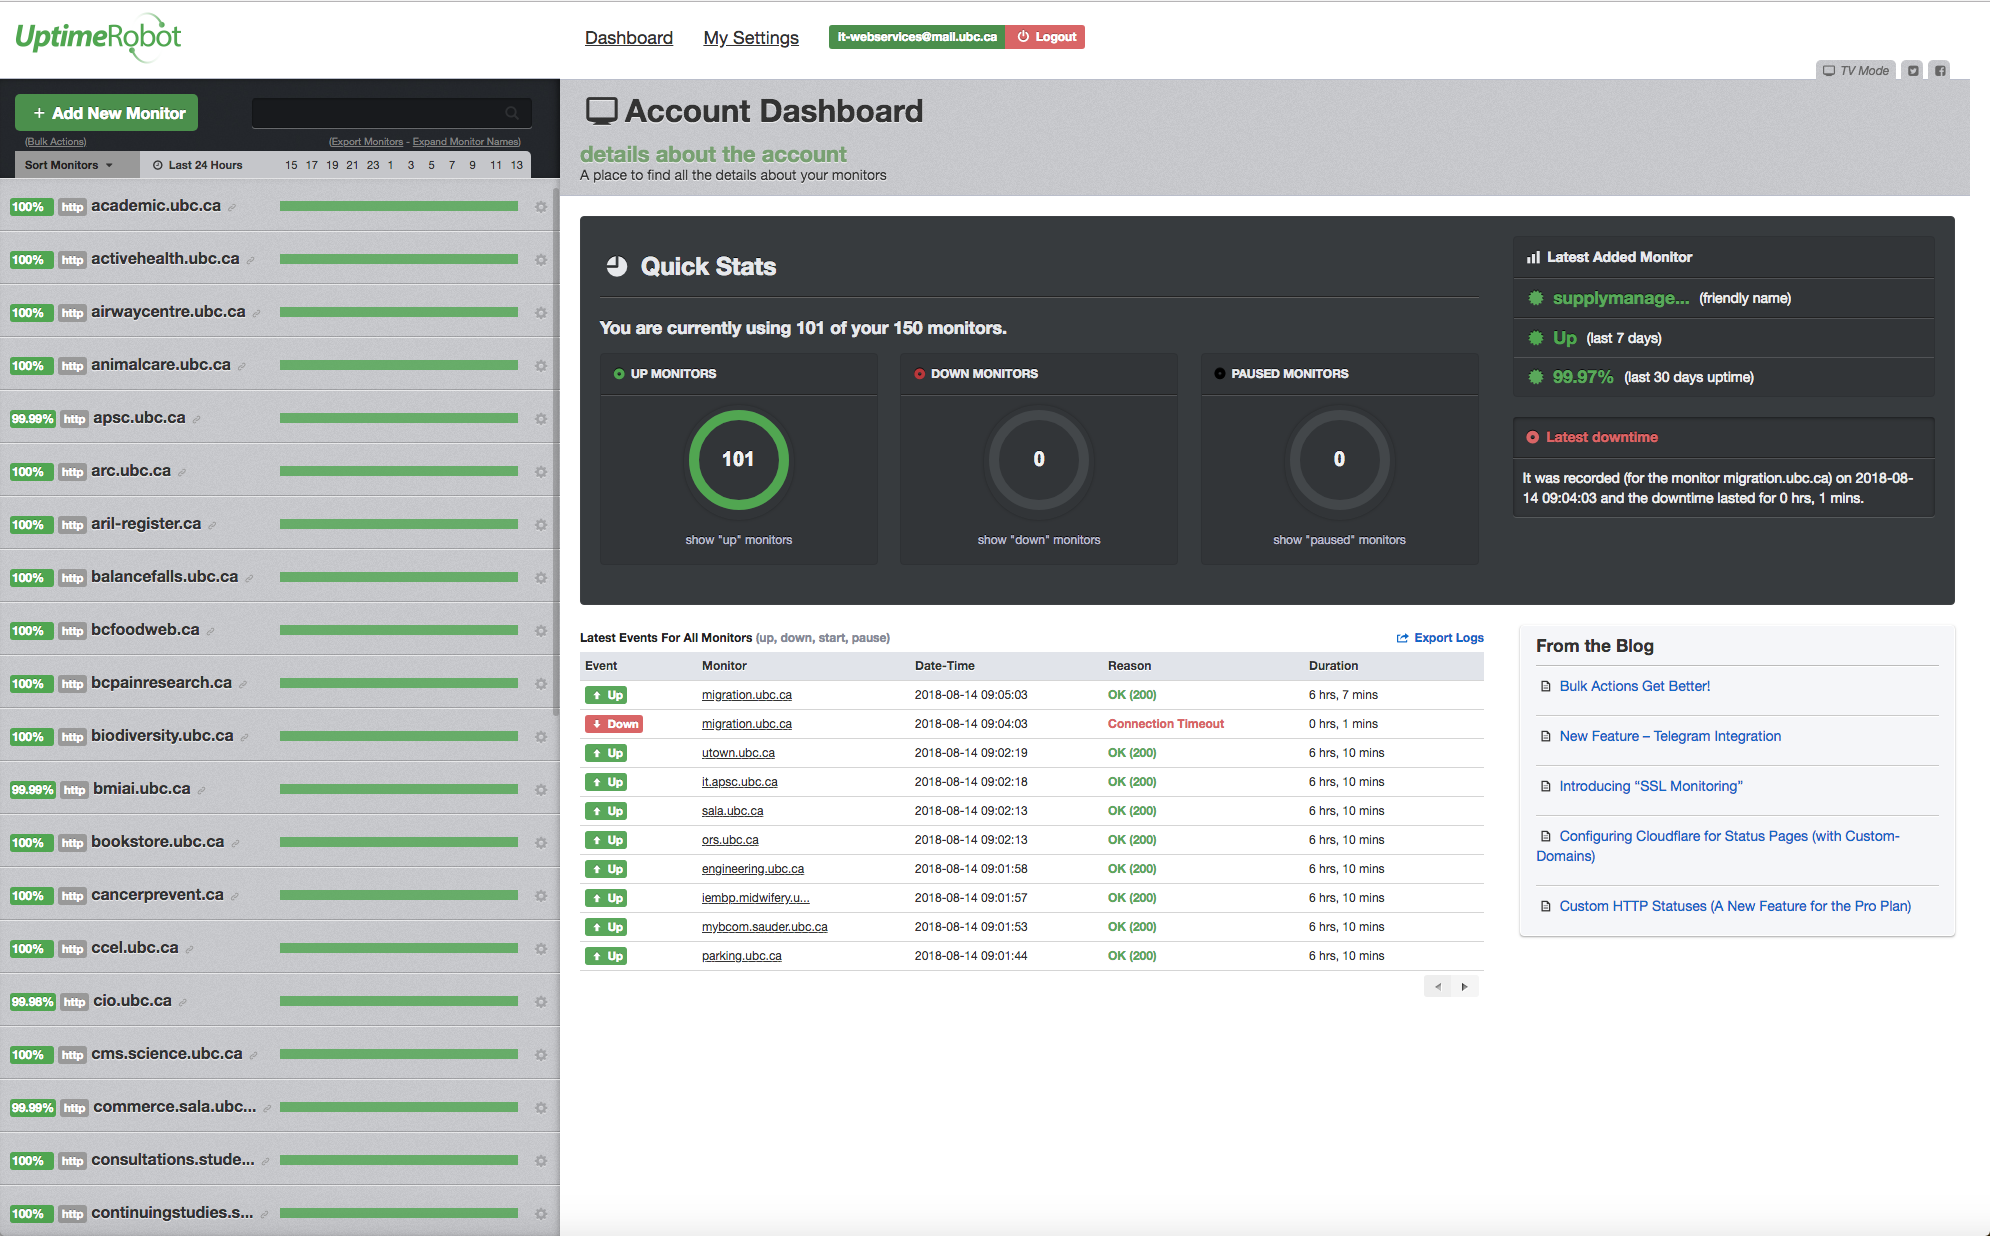 UptimeRobot
Dashboard My Settings it-webservices@mail.ubc.ca Logout
TV Mode
+ Add New Monitor
(Bulk Actions) (Export Monitors - Expand Monitor Names)
Sort Monitors Last 24 Hours 15 17 19 21 23 1 3 5 7 9 11 13
100% http academic.ubc.ca
100% http activehealth.ubc.ca
100% http airwaycentre.ubc.ca
100% http animalcare.ubc.ca
99.99% http apsc.ubc.ca
100% http arc.ubc.ca
100% http aril-register.ca
100% http balancefalls.ubc.ca
100% http bcfoodweb.ca
100% http bcpainresearch.ca
100% http biodiversity.ubc.ca
99.99% http bmiai.ubc.ca
100% http bookstore.ubc.ca
100% http cancerprevent.ca
100% http ccel.ubc.ca
99.98% http cio.ubc.ca
100% http cms.science.ubc.ca
99.99% http commerce.sala.ubc...
100% http consultations.stude...
100% http continuingstudies.s...
Account Dashboard
details about the account
A place to find all the details about your monitors
Quick Stats
You are currently using 101 of your 150 monitors.
UP MONITORS DOWN MONITORS PAUSED MONITORS
101 0 0
show "up" monitors show "down" monitors show "paused" monitors
Latest Added Monitor
supplymanage... (friendly name)
Up (last 7 days)
99.97% (last 30 days uptime)
Latest downtime
It was recorded (for the monitor migration.ubc.ca) on 2018-08-
14 09:04:03 and the downtime lasted for 0 hrs, 1 mins.
Latest Events For All Monitors (up, down, start, pause) Export Logs
Event Monitor Date-Time Reason Duration
Up migration.ubc.ca 2018-08-14 09:05:03 OK (200) 6 hrs, 7 mins
Down migration.ubc.ca 2018-08-14 09:04:03 Connection Timeout 0 hrs, 1 mins
Up utown.ubc.ca 2018-08-14 09:02:19 OK (200) 6 hrs, 10 mins
Up it.apsc.ubc.ca 2018-08-14 09:02:18 OK (200) 6 hrs, 10 mins
Up sala.ubc.ca 2018-08-14 09:02:13 OK (200) 6 hrs, 10 mins
Up ors.ubc.ca 2018-08-14 09:02:13 OK (200) 6 hrs, 10 mins
Up engineering.ubc.ca 2018-08-14 09:01:58 OK (200) 6 hrs, 10 mins
Up iembp.midwifery.u... 2018-08-14 09:01:57 OK (200) 6 hrs, 10 mins
Up mybcom.sauder.ubc.ca 2018-08-14 09:01:53 OK (200) 6 hrs, 10 mins
Up parking.ubc.ca 2018-08-14 09:01:44 OK (200) 6 hrs, 10 mins
From the Blog
Bulk Actions Get Better!
New Feature – Telegram Integration
Introducing “SSL Monitoring”
Configuring Cloudflare for Status Pages (with Custom-
Domains)
Custom HTTP Statuses (A New Feature for the Pro Plan)